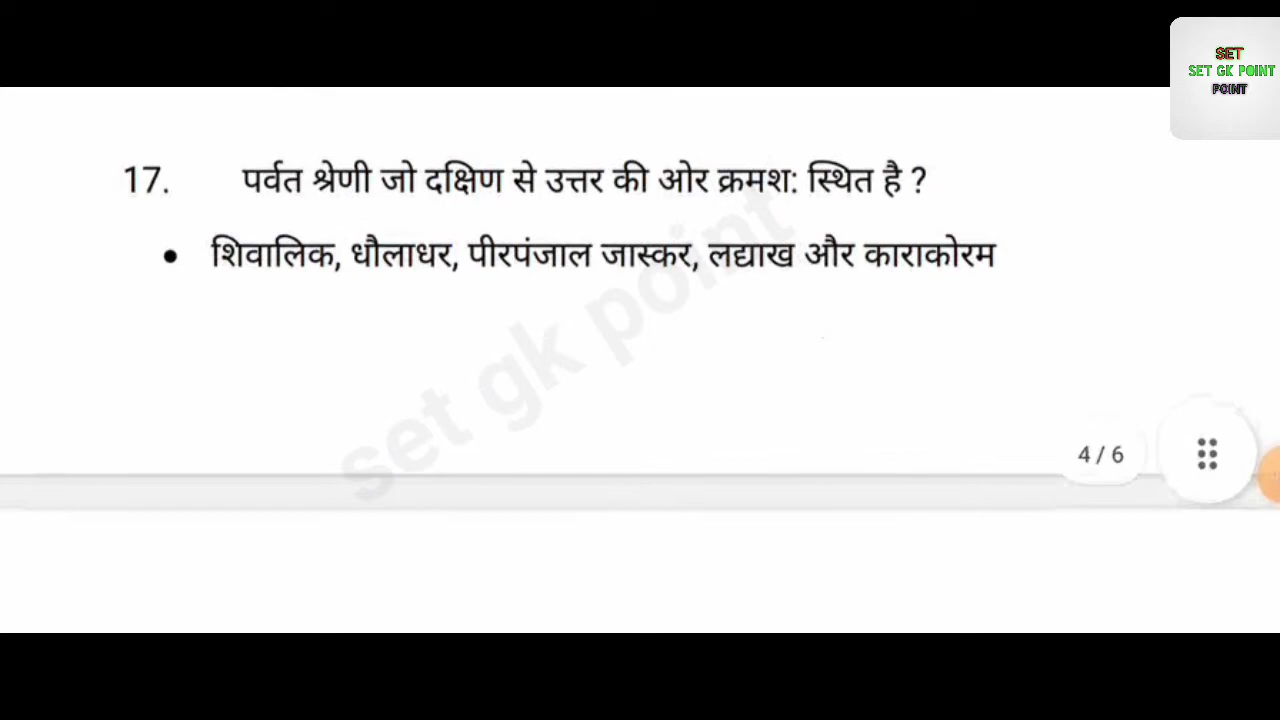 SET
SET GK POINT
POINT
17. पर्वत श्रेणी जो दक्षिण से उत्तर की ओर क्रमश: स्थित है ?
• शिवालिक, धौलाधर, पीरपंजाल जास्कर, लद्याख और काराकोरम
set gk point
4 / 6